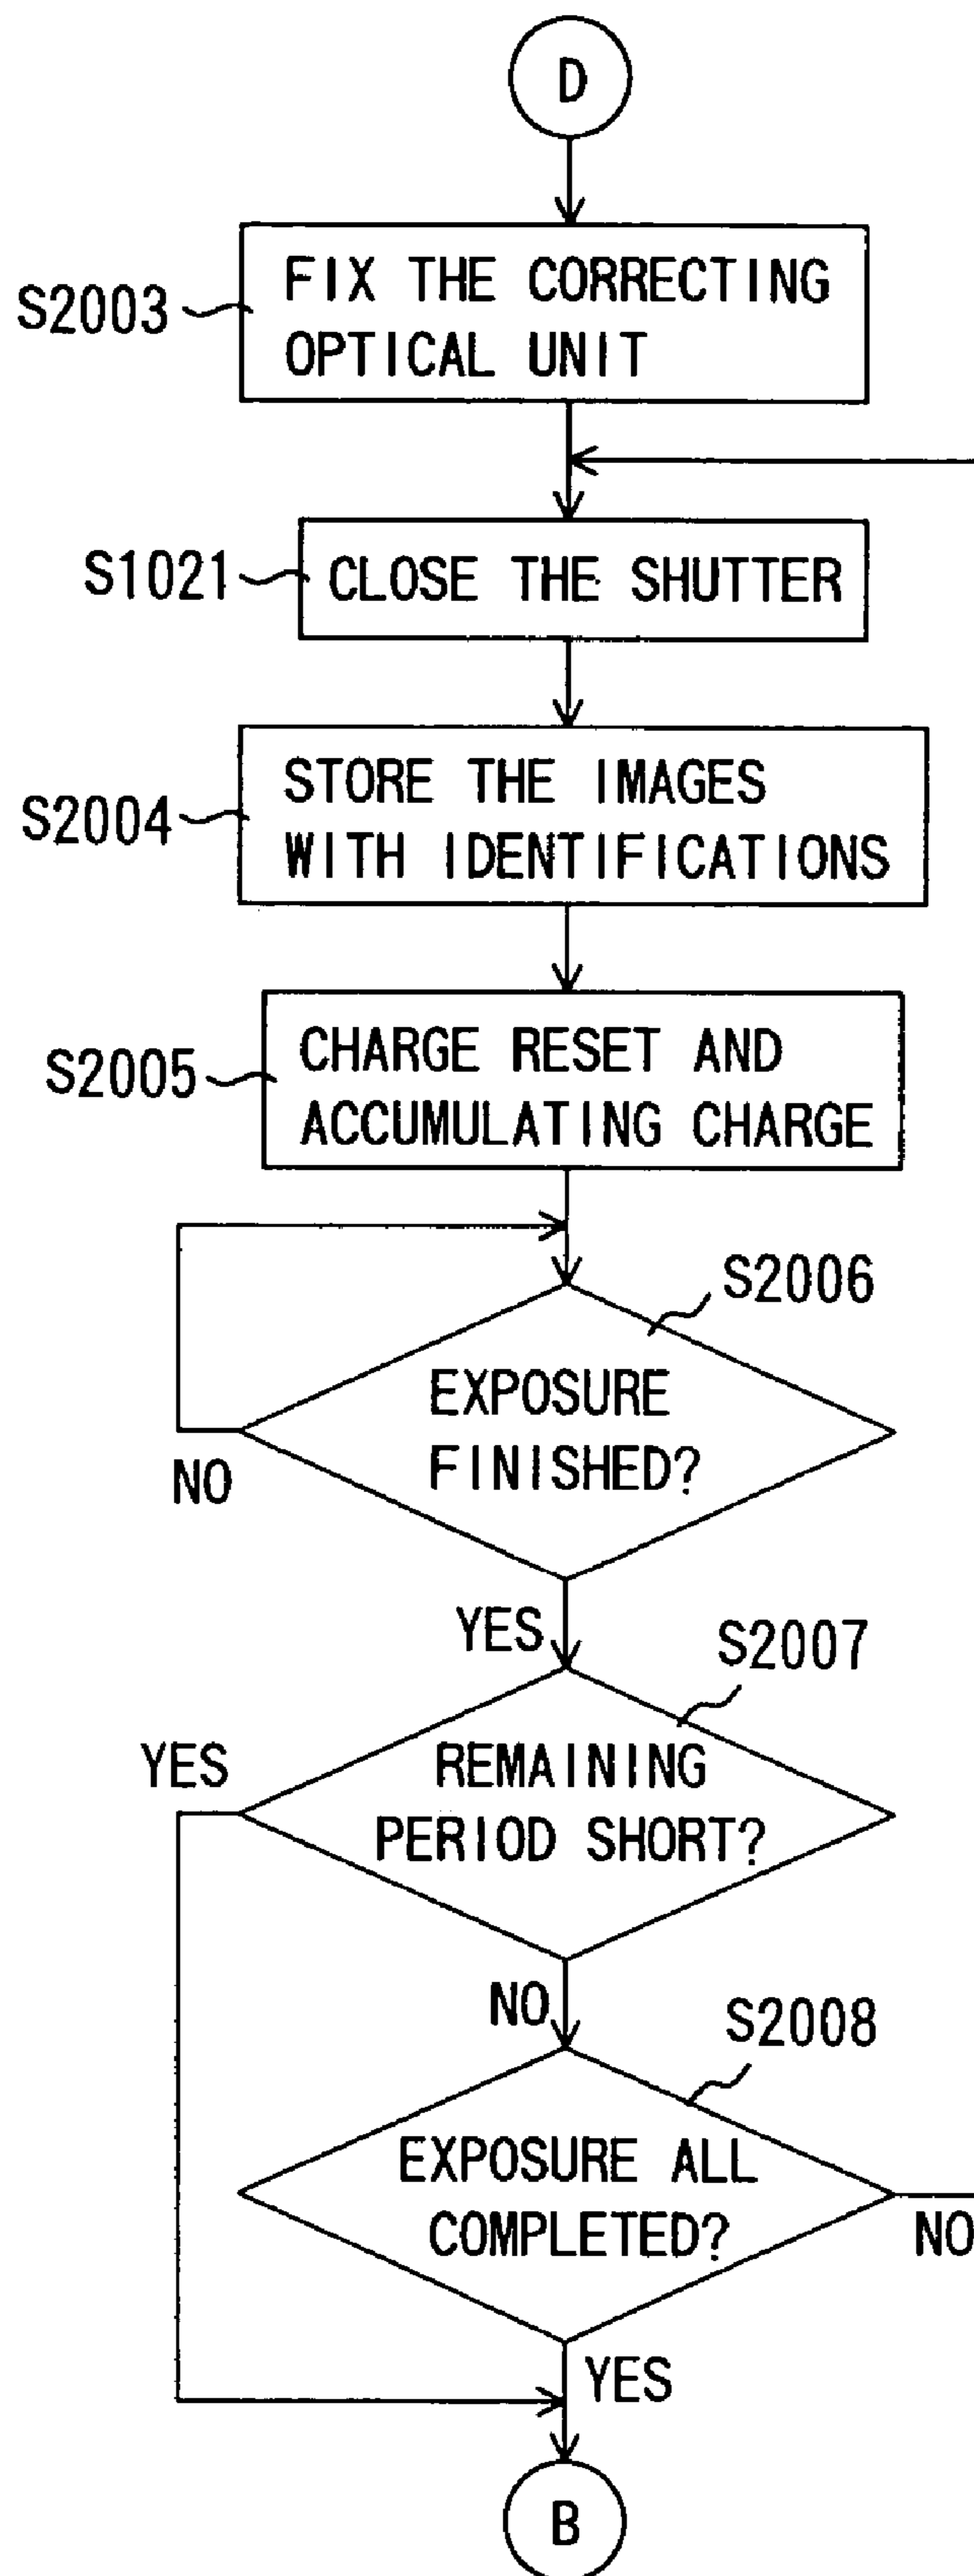 D
S2003
FIX THE CORRECTING
OPTICAL UNIT
S1021
CLOSE THE SHUTTER
S2004
STORE THE IMAGES
WITH IDENTIFICATIONS
S2005
CHARGE RESET AND
ACCUMULATING CHARGE
S2006
EXPOSURE
FINISHED?
NO
YES
S2007
YES
REMAINING
PERIOD SHORT?
NO
S2008
EXPOSURE ALL
COMPLETED?
NO
YES
B